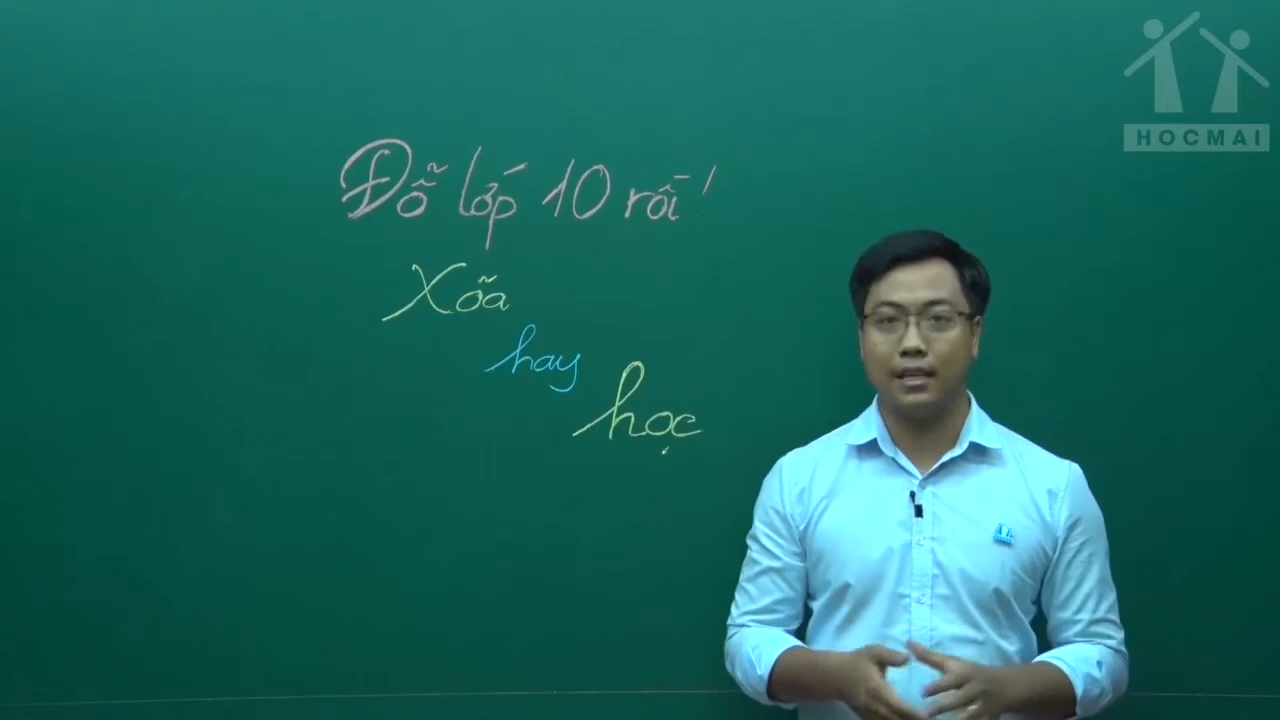 HOCMAI
Đỗ lớp 10 rồi!
Xõa
hay
học